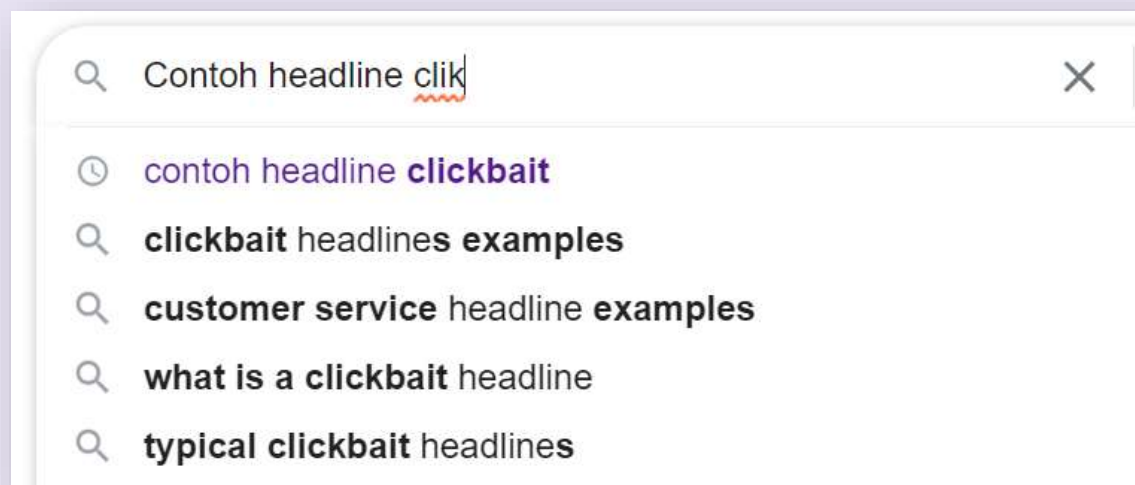 Contoh headline clik
contoh headline clickbait
clickbait headlines examples
customer service headline examples
what is a clickbait headline
typical clickbait headlines